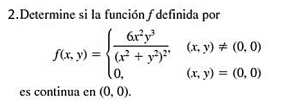 2. Determine si la función f definida por
f(x, y) = { 6x²y³ / (x² + y²)², (x, y) ≠ (0, 0)
0, (x, y) = (0, 0)
es continua en (0, 0).